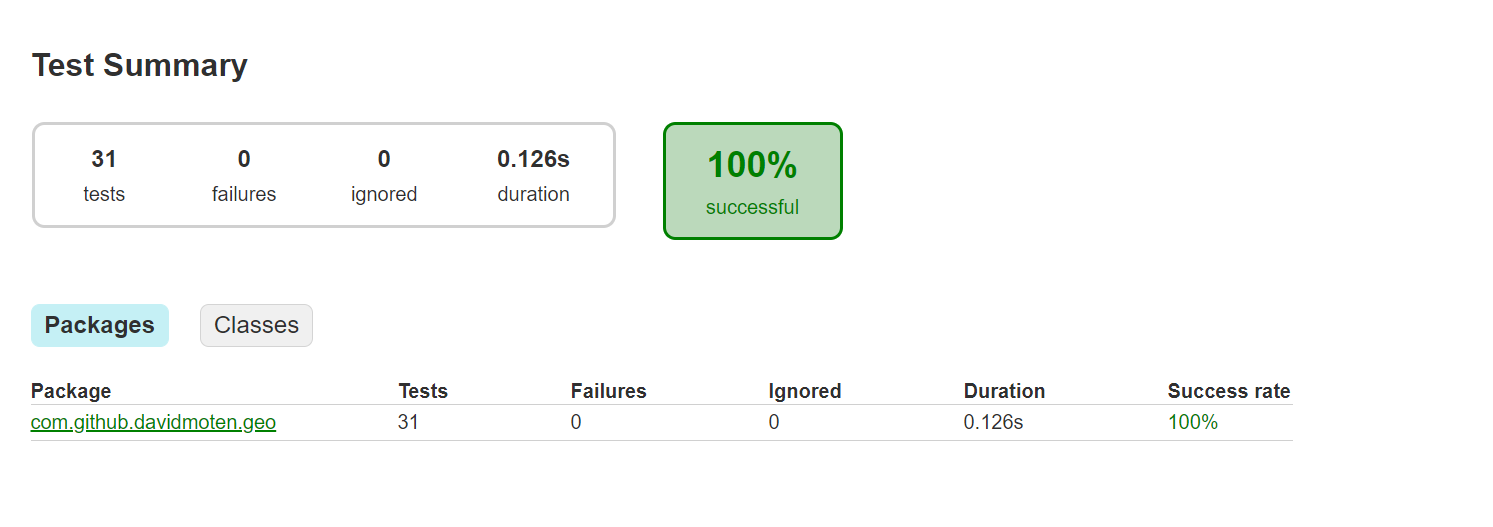 Test Summary
31 0 0 0.126s
tests failures ignored duration
100%
successful
Packages Classes
Package Tests Failures Ignored Duration Success rate
com.github.davidmoten.geo 31 0 0 0.126s 100%